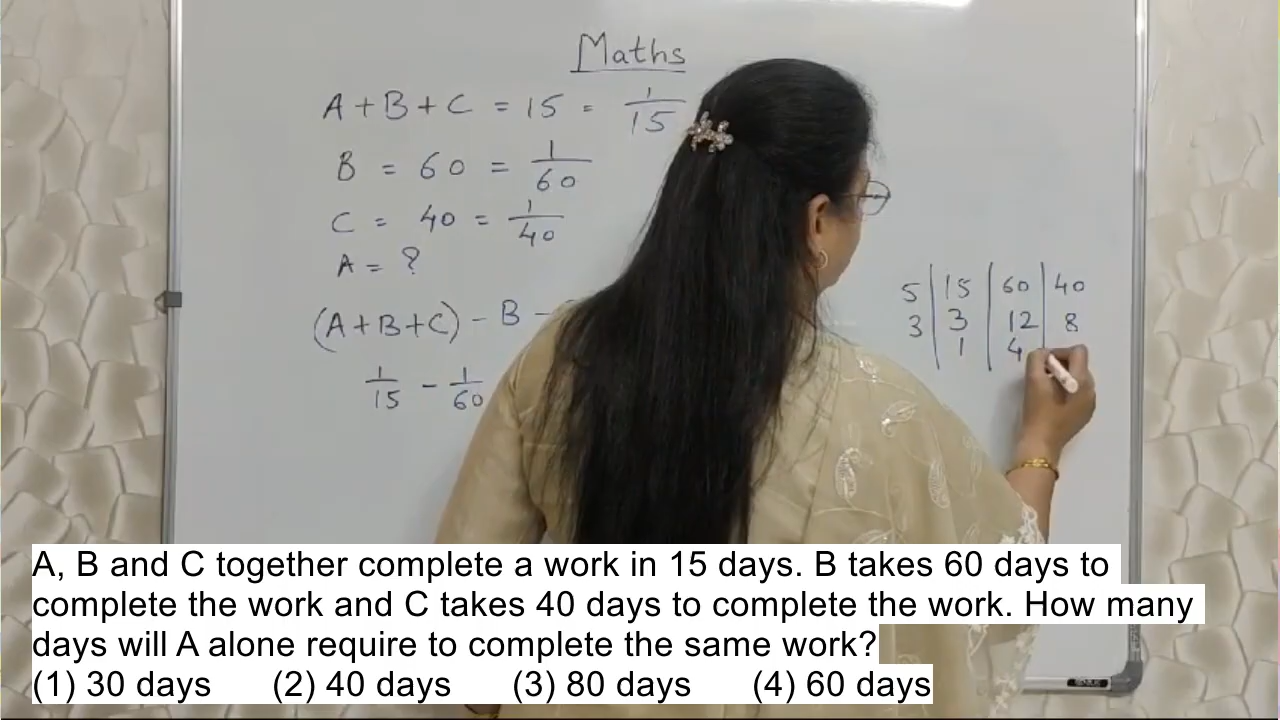 Maths
A + B + C = 15 = 1/15
B = 60 = 1/60
C = 40 = 1/40
A = ?
(A+B+C) - B -
1/15 - 1/60
5 | 15 | 60 | 40
3 | 3 | 12 | 8
1 | 4
A, B and C together complete a work in 15 days. B takes 60 days to
complete the work and C takes 40 days to complete the work. How many
days will A alone require to complete the same work?
(1) 30 days (2) 40 days (3) 80 days (4) 60 days